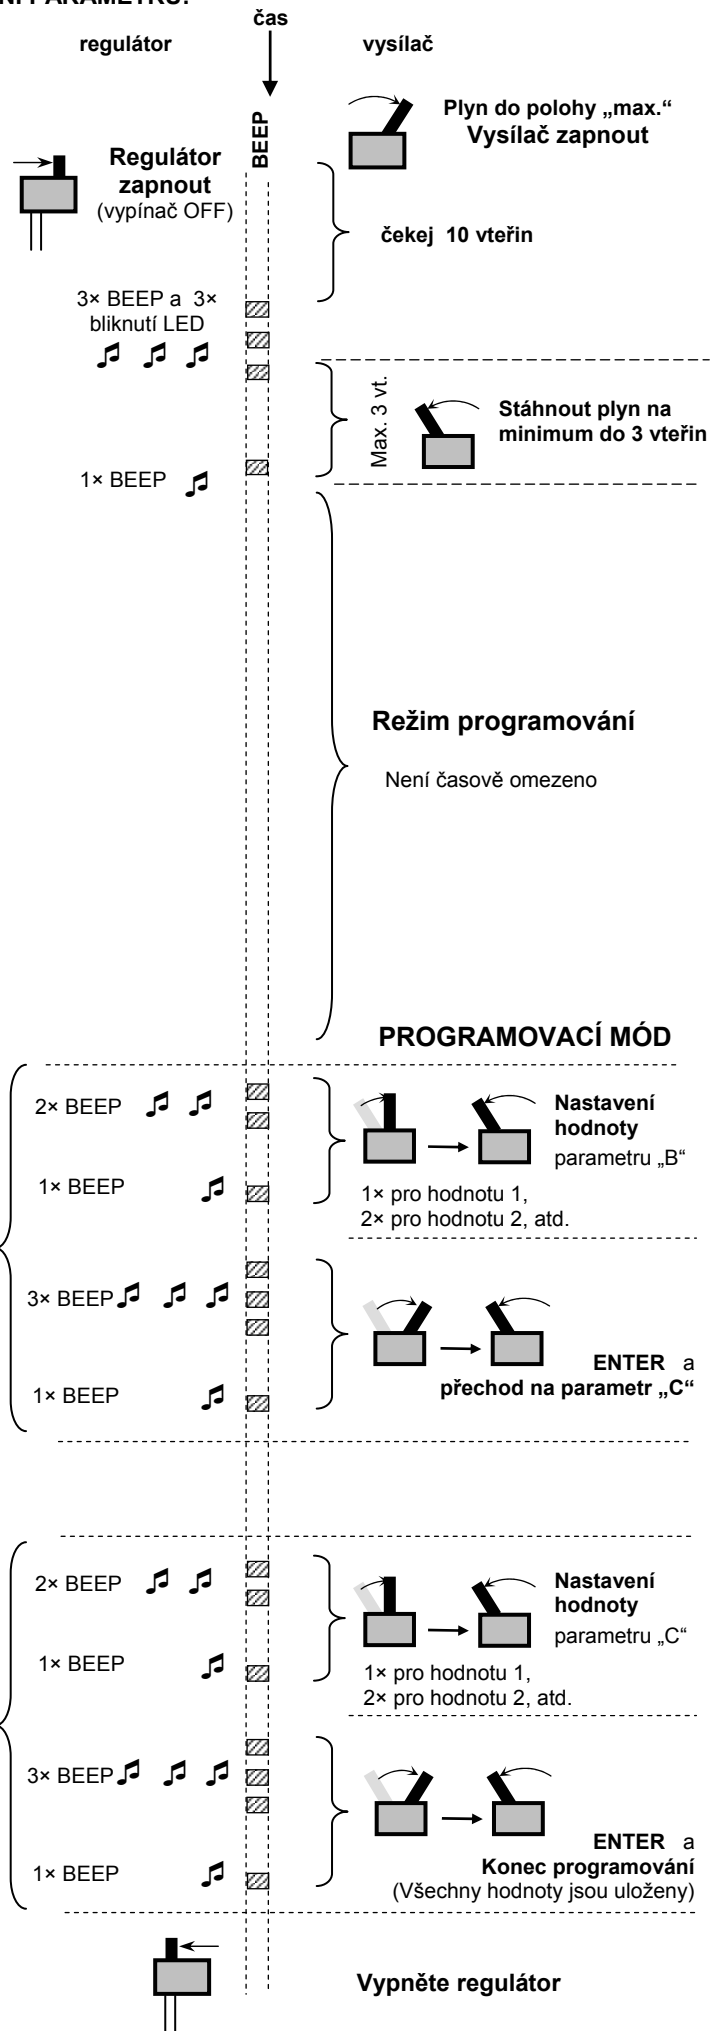 NÍ PARAMETRŮ:
čas
regulátor
vysílač
BEEP
Plyn do polohy „max.“
Vysílač zapnout
Regulátor
zapnout
(vypínač OFF)
čekej 10 vteřin
3× BEEP a 3×
bliknutí LED
Max. 3 vt.
Stáhnout plyn na
minimum do 3 vteřin
1× BEEP
Režim programování
Není časově omezeno
PROGRAMOVACÍ MÓD
2× BEEP
Nastavení
hodnoty
parametru „B“
1× BEEP
1× pro hodnotu 1,
2× pro hodnotu 2, atd.
3× BEEP
ENTER a
přechod na parametr „C“
1× BEEP
2× BEEP
Nastavení
hodnoty
parametru „C“
1× BEEP
1× pro hodnotu 1,
2× pro hodnotu 2, atd.
3× BEEP
ENTER a
Konec programování
(Všechny hodnoty jsou uloženy)
1× BEEP
Vypněte regulátor